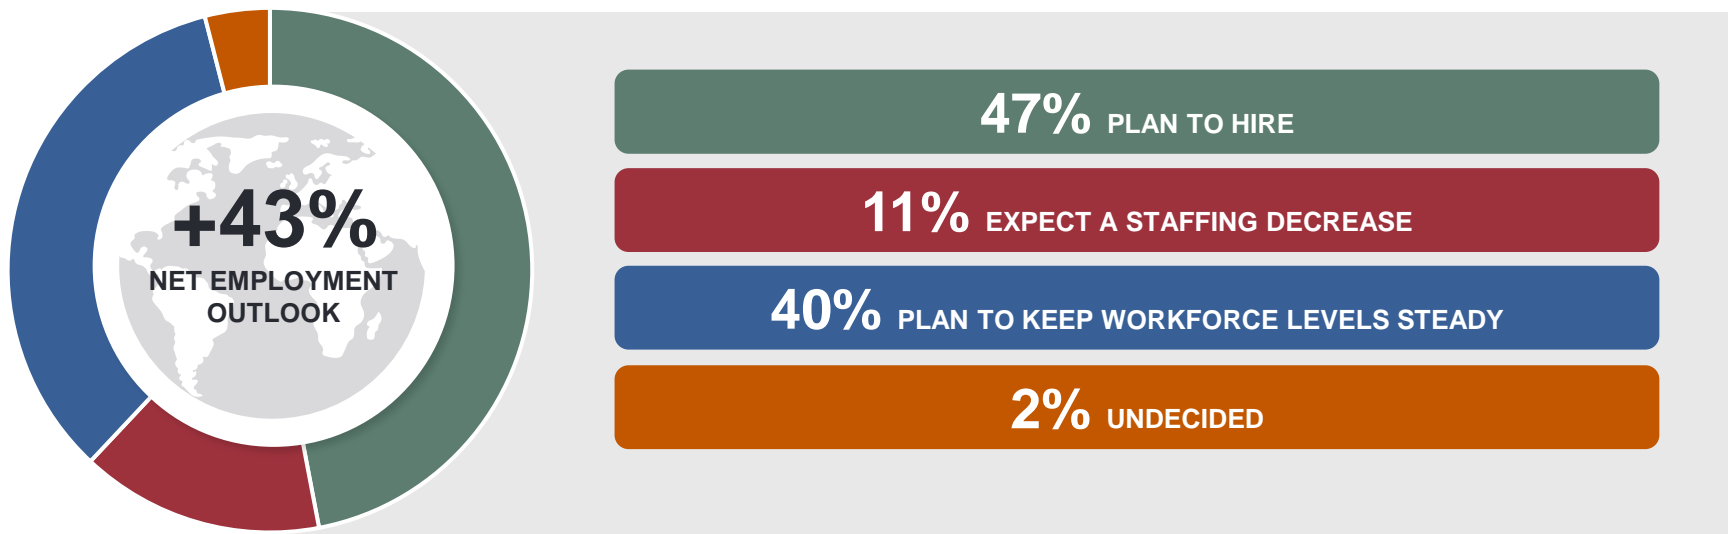 +43%
NET EMPLOYMENT
OUTLOOK
47% PLAN TO HIRE
11% EXPECT A STAFFING DECREASE
40% PLAN TO KEEP WORKFORCE LEVELS STEADY
2% UNDECIDED